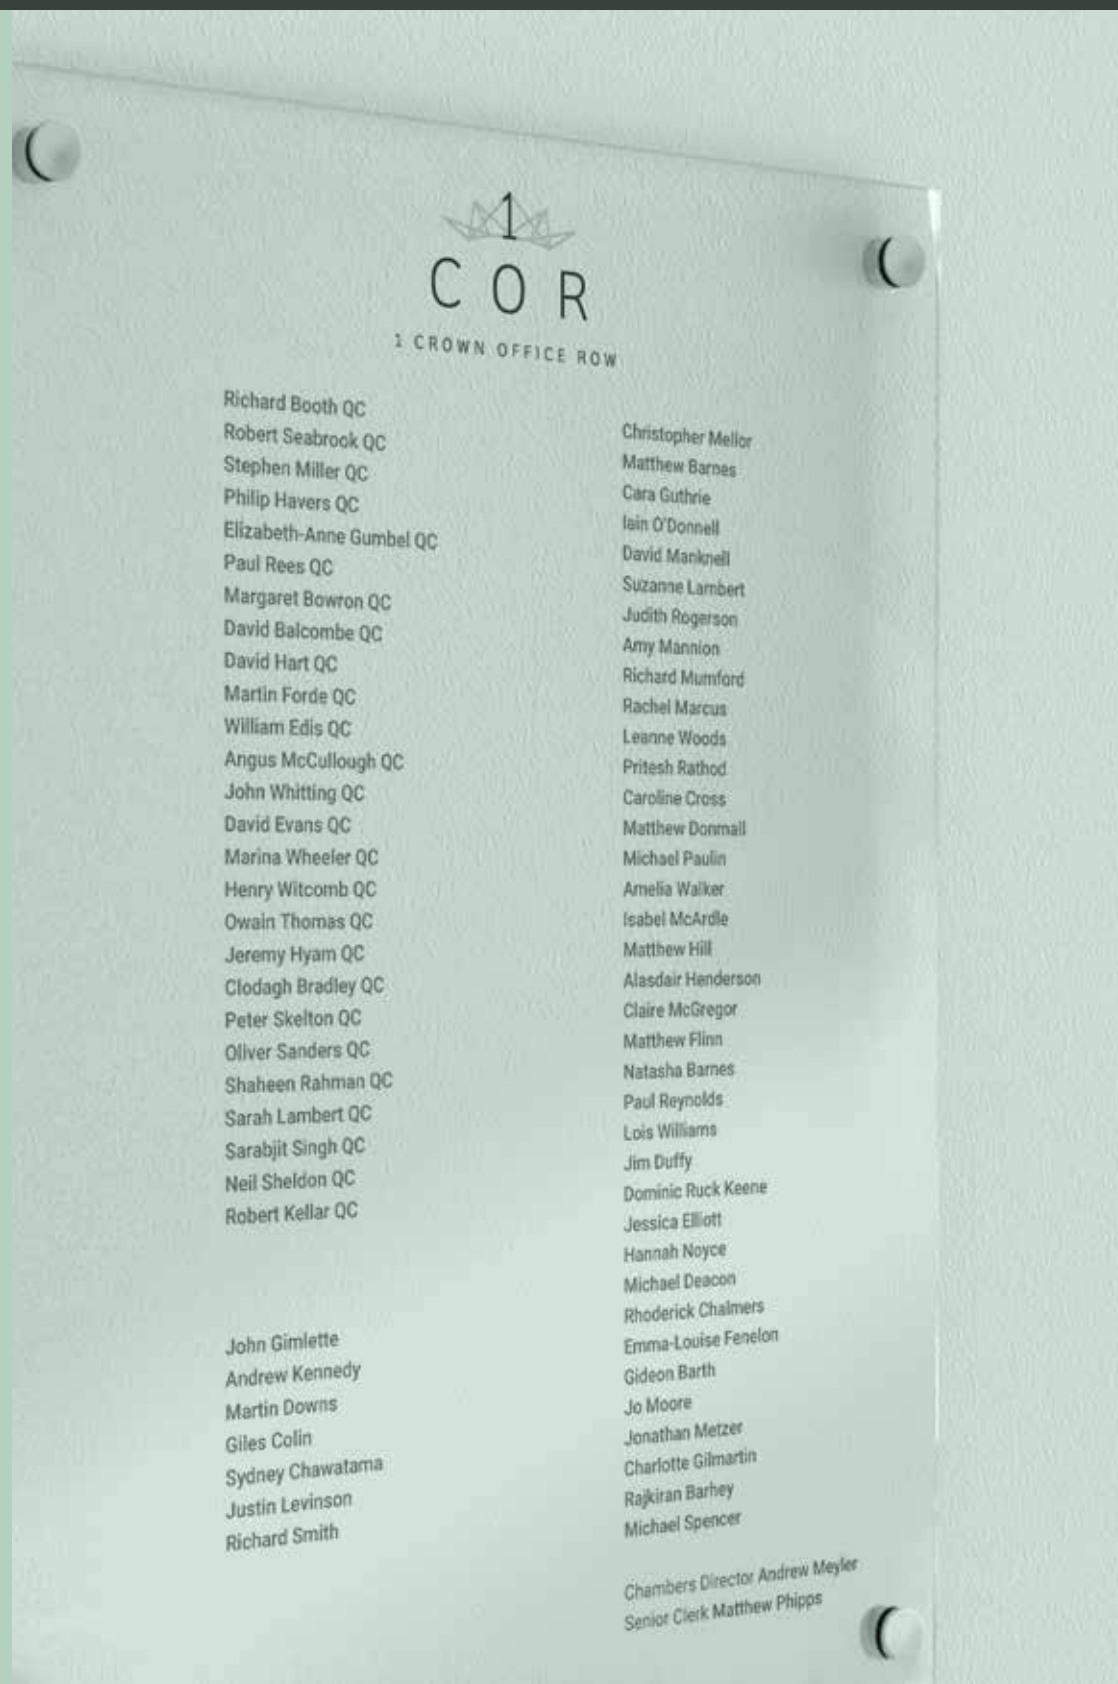 1
COR
1 CROWN OFFICE ROW
Richard Booth QC
Robert Seabrook QC
Stephen Miller QC
Philip Havers QC
Elizabeth-Anne Gumbel QC
Paul Rees QC
Margaret Bowron QC
David Balcombe QC
David Hart QC
Martin Forde QC
William Edis QC
Angus McCullough QC
John Whitting QC
David Evans QC
Marina Wheeler QC
Henry Witcomb QC
Owain Thomas QC
Jeremy Hyam QC
Clodagh Bradley QC
Peter Skelton QC
Oliver Sanders QC
Shaheen Rahman QC
Sarah Lambert QC
Sarabjit Singh QC
Neil Sheldon QC
Robert Kellar QC
John Gimlette
Andrew Kennedy
Martin Downs
Giles Colin
Sydney Chawatama
Justin Levinson
Richard Smith
Christopher Mellor
Matthew Barnes
Cara Guthrie
Iain O'Donnell
David Manknell
Suzanne Lambert
Judith Rogerson
Amy Mannion
Richard Mumford
Rachel Marcus
Leanne Woods
Pritesh Rathod
Caroline Cross
Matthew Donmall
Michael Paulin
Amelia Walker
Isabel McArdle
Matthew Hill
Alasdair Henderson
Claire McGregor
Matthew Flinn
Natasha Barnes
Paul Reynolds
Lois Williams
Jim Duffy
Dominic Ruck Keene
Jessica Elliott
Hannah Noyce
Michael Deacon
Rhoderick Chalmers
Emma-Louise Fenelon
Gideon Barth
Jo Moore
Jonathan Metzer
Charlotte Gilmartin
Rajkiran Barhey
Michael Spencer
Chambers Director Andrew Meyler
Senior Clerk Matthew Phipps